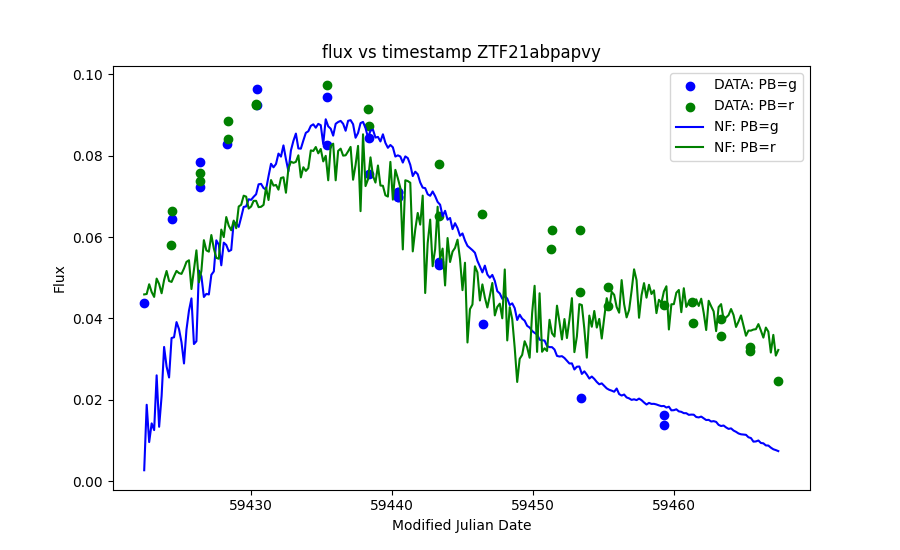 flux vs timestamp ZTF21abpapvy
0.10
0.08
0.06
0.04
0.02
0.00
Flux
DATA: PB=g
DATA: PB=r
NF: PB=g
NF: PB=r
59430
59440
59450
59460
Modified Julian Date